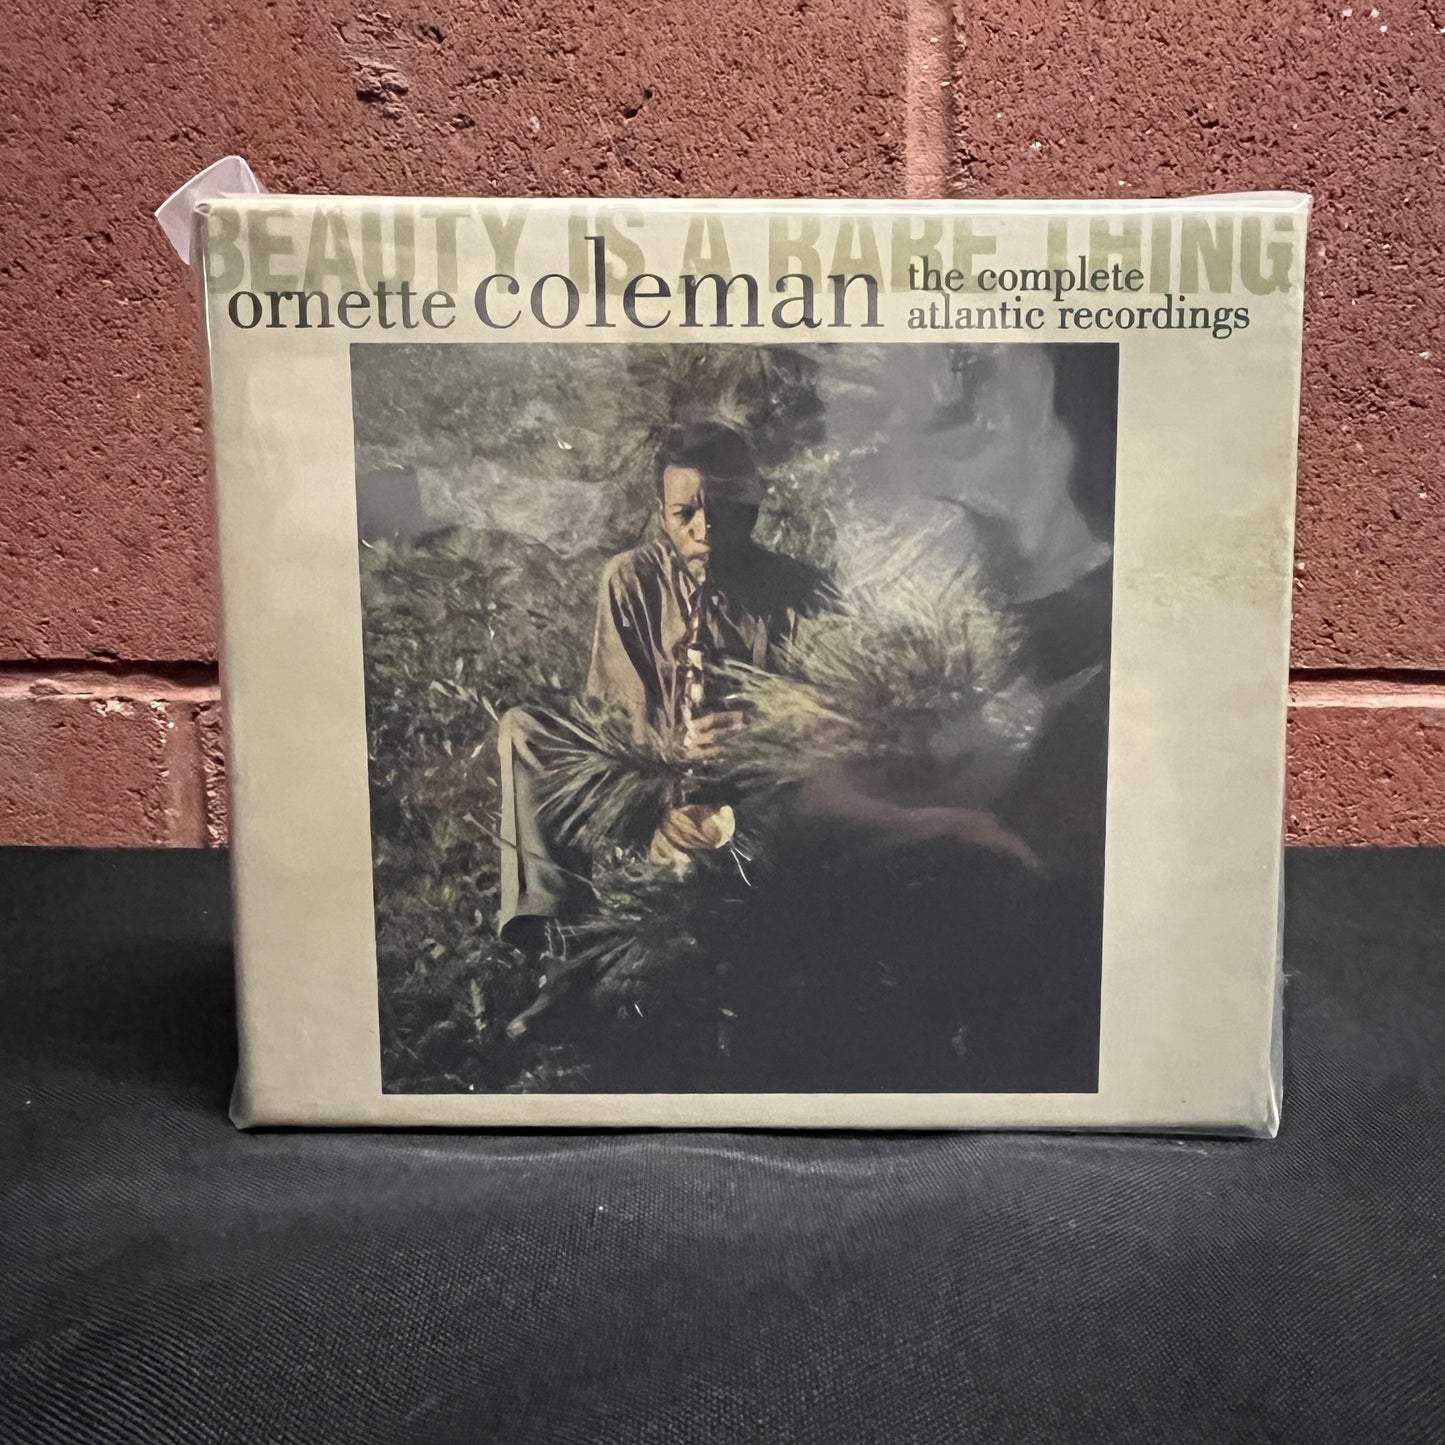 BEAUTY IS A RARE THING
ornette coleman
the complete
atlantic recordings